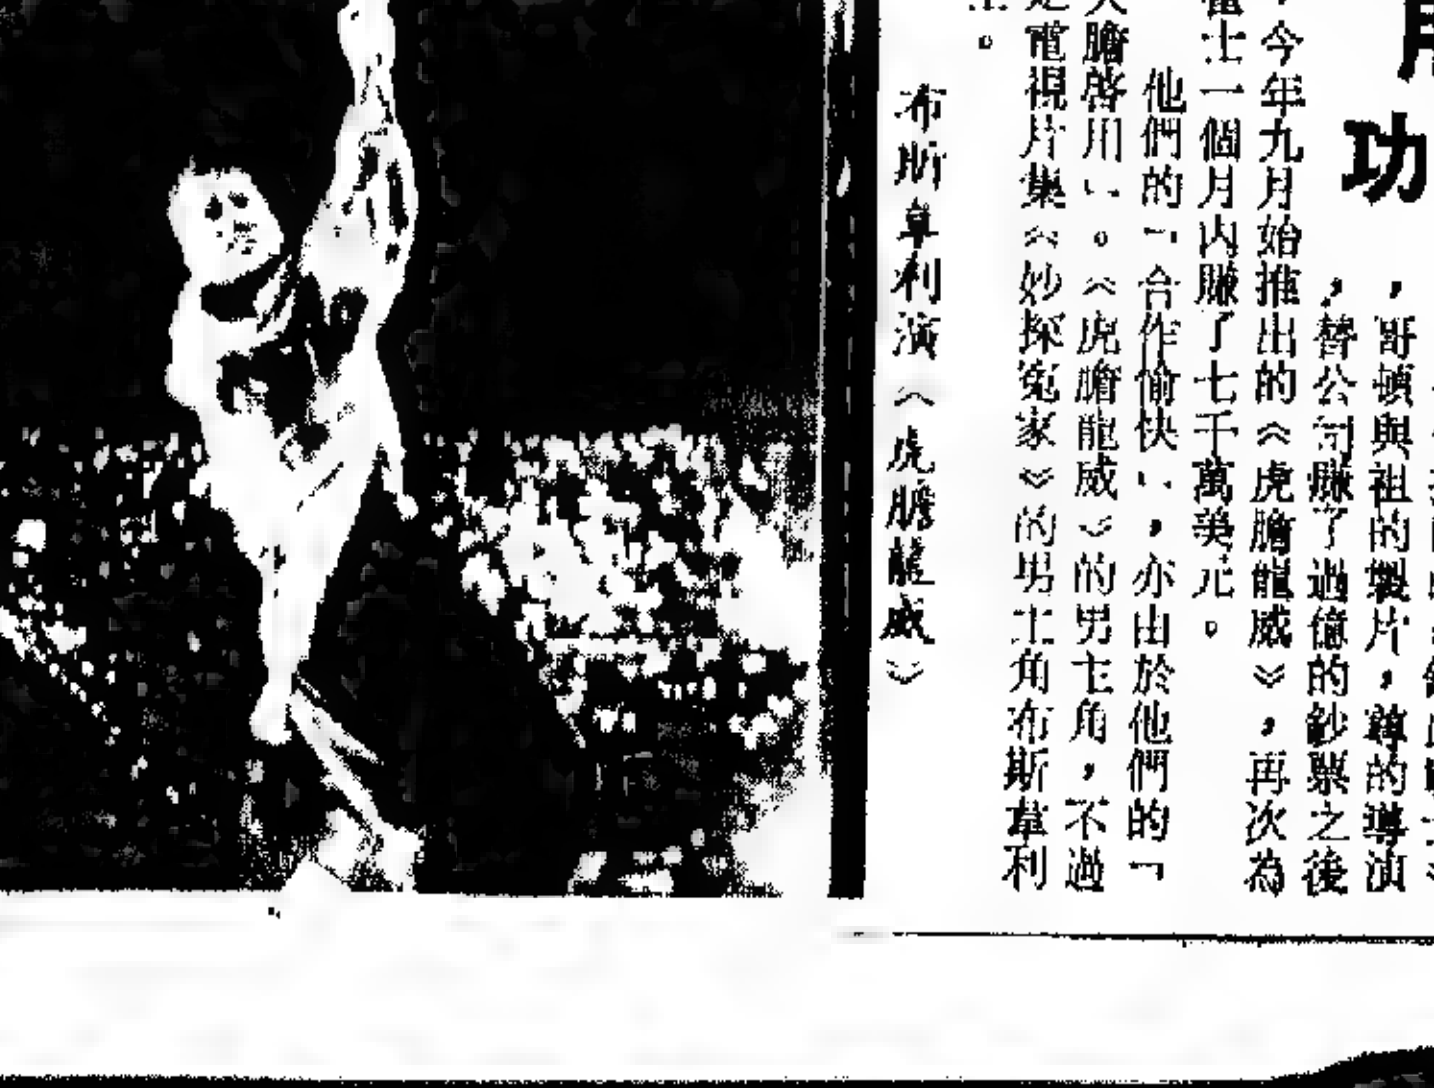 功
，哥頓與祖的製片，尊的導演
，替公司賺了過億的鈔票之後
，今年九月始推出的《虎膽龍威》，再次為
霍士一個月內賺了七千萬美元。
他們的「合作愉快」，亦由於他們的「
大膽啓用」。《虎膽龍威》的男主角，不過
是電視片集《妙探寃家》的男主角布斯韋利
。
布斯韋利演《虎膽龍威》